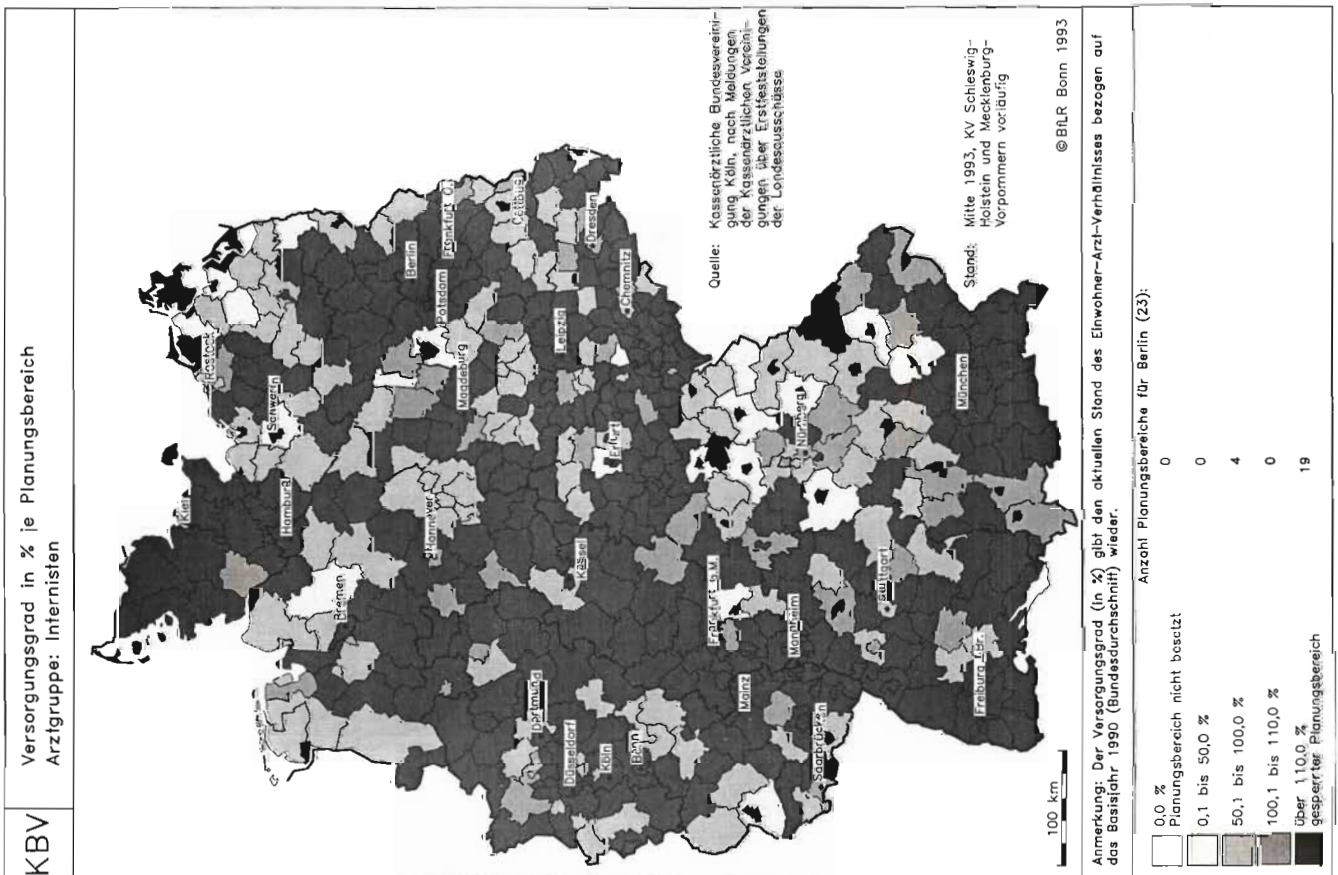 KBV
Versorgungsgrad in % je Planungsbereich
Arztgruppe: Internisten
Kiel
Hamburg
Schwerin
Rostock
Bremen
Hannover
Magdeburg
Potsdam
Berlin
Frankfurt O.
Cottbus
Dortmund
Düsseldorf
Köln
Bonn
Kassel
Erfurt
Leipzig
Dresden
Chemnitz
Frankfurt a.M.
Mainz
Mannheim
Saarbrücken
Nürnberg
Stuttgart
Freiburg i.Br.
München
Quelle: Kassenärztliche Bundesvereini-
gung Köln, nach Meldungen
der Kassenärztlichen Vereini-
gungen über Erstfeststellungen
der Landesausschüsse
Stand: Mitte 1993, KV Schleswig-
Holstein und Mecklenburg-
Vorpommern vorläufig
100 km
©BfLR Bonn 1993
Anmerkung: Der Versorgungsgrad (in %) gibt den aktuellen Stand des Einwohner-Arzt-Verhältnisses bezogen auf
das Basisjahr 1990 (Bundesdurchschnitt) wieder.
Anzahl Planungsbereiche für Berlin (23):
0,0 %
Planungsbereich nicht besetzt 0
0,1 bis 50,0 % 0
50,1 bis 100,0 % 4
100,1 bis 110,0 % 0
über 110,0 %
gesperrter Planungsbereich 19